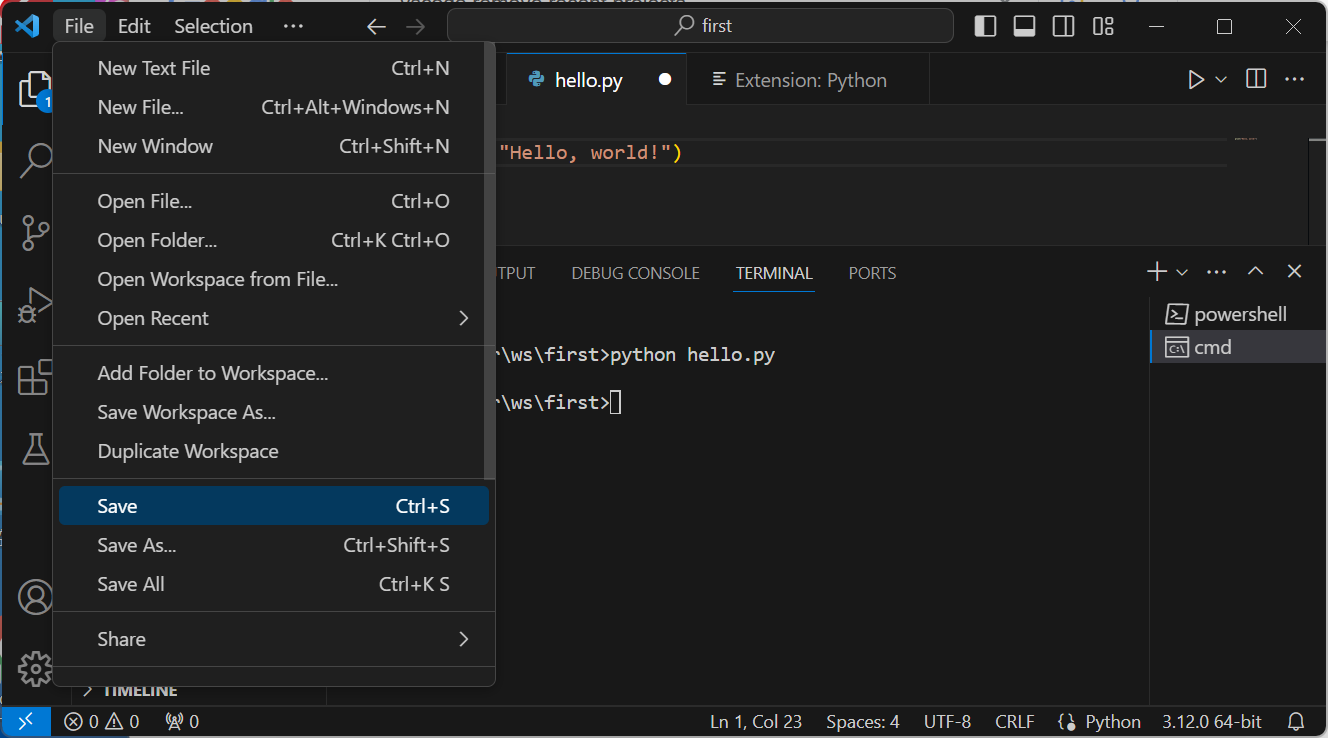 File Edit Selection ... first
New Text File Ctrl+N
New File... Ctrl+Alt+Windows+N
New Window Ctrl+Shift+N
Open File... Ctrl+O
Open Folder... Ctrl+K Ctrl+O
Open Workspace from File...
Open Recent
Add Folder to Workspace...
Save Workspace As...
Duplicate Workspace
Save Ctrl+S
Save As... Ctrl+Shift+S
Save All Ctrl+K S
Share
1
hello.py Extension: Python
"Hello, world!")
TPUT DEBUG CONSOLE TERMINAL PORTS
\ws\first>python hello.py
\ws\first>
powershell
cmd
TIMELINE
0 0 0 Ln 1, Col 23 Spaces: 4 UTF-8 CRLF Python 3.12.0 64-bit